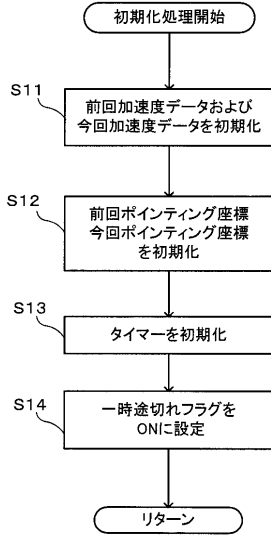 初期化処理開始
S11
前回加速度データおよび
今回加速度データを初期化
S12
前回ポインティング座標
今回ポインティング座標
を初期化
S13
タイマーを初期化
S14
一時途切れフラグを
ONに設定
リターン